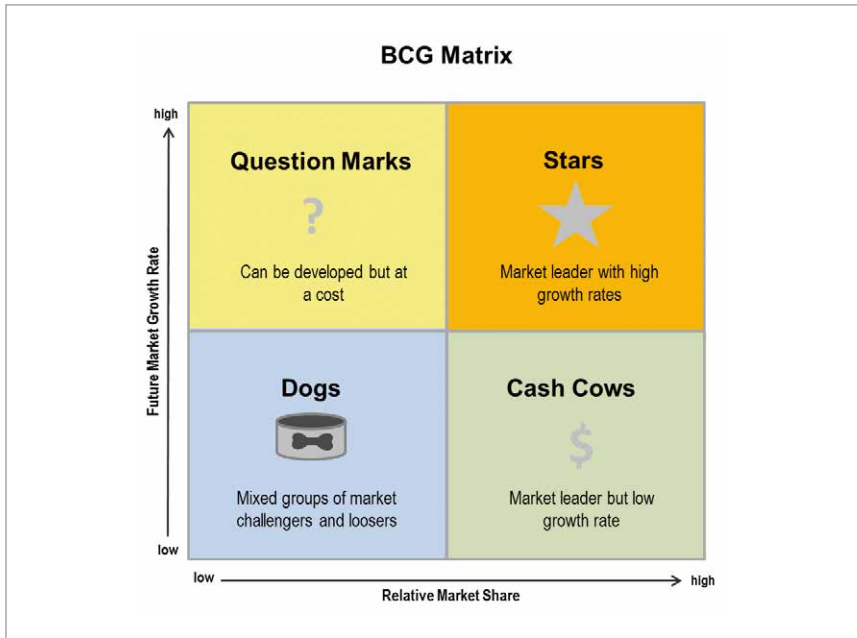 BCG Matrix
high
Question Marks
?
Can be developed but at
a cost
Stars
Market leader with high
growth rates
Future Market Growth Rate
Dogs
Mixed groups of market
challengers and loosers
Cash Cows
$
Market leader but low
growth rate
low
low
high
Relative Market Share